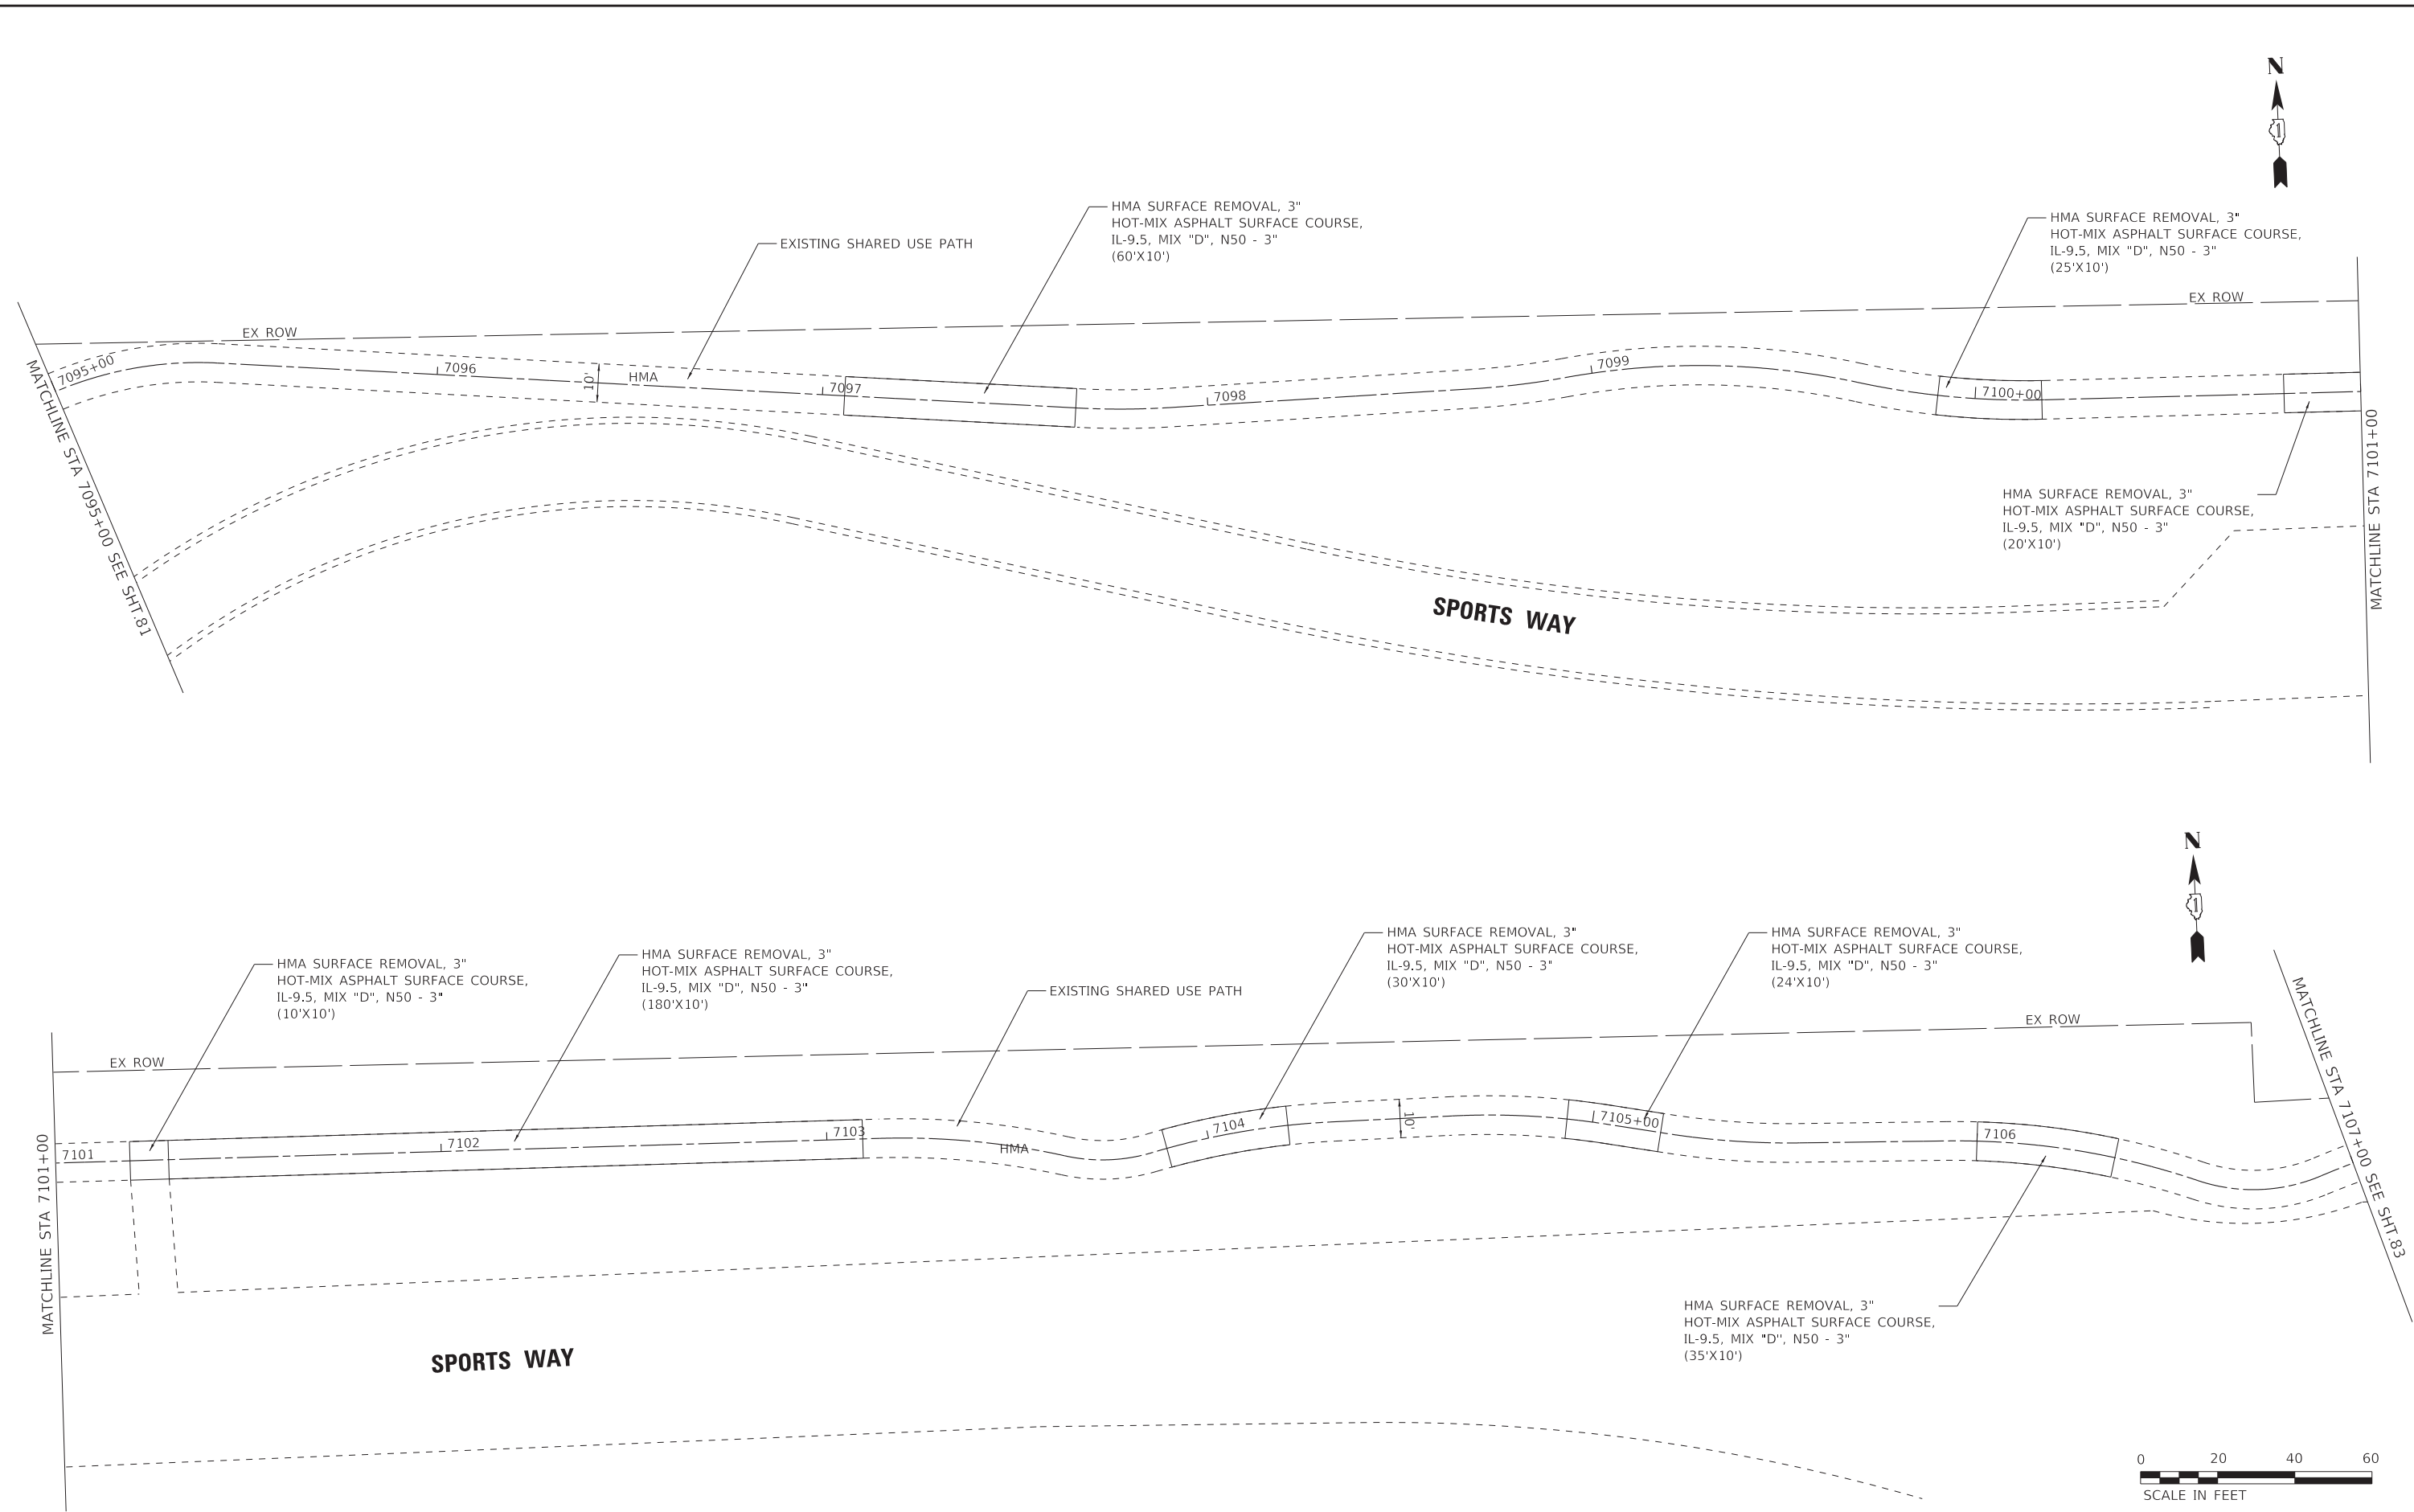 N
1
HMA SURFACE REMOVAL, 3"
HOT-MIX ASPHALT SURFACE COURSE,
IL-9.5, MIX "D", N50 - 3"
(60'X10')
EXISTING SHARED USE PATH
HMA SURFACE REMOVAL, 3"
HOT-MIX ASPHALT SURFACE COURSE,
IL-9.5, MIX "D", N50 - 3"
(25'X10')
EX ROW
EX ROW
MATCHLINE STA 7095+00 SEE SHT.81
7095+00
7096
10'
HMA
7097
7098
7099
7100+00
HMA SURFACE REMOVAL, 3"
HOT-MIX ASPHALT SURFACE COURSE,
IL-9.5, MIX "D", N50 - 3"
(20'X10')
MATCHLINE STA 7101+00
SPORTS WAY
N
1
HMA SURFACE REMOVAL, 3"
HOT-MIX ASPHALT SURFACE COURSE,
IL-9.5, MIX "D", N50 - 3"
(10'X10')
HMA SURFACE REMOVAL, 3"
HOT-MIX ASPHALT SURFACE COURSE,
IL-9.5, MIX "D", N50 - 3"
(180'X10')
EXISTING SHARED USE PATH
HMA SURFACE REMOVAL, 3"
HOT-MIX ASPHALT SURFACE COURSE,
IL-9.5, MIX "D", N50 - 3"
(30'X10')
HMA SURFACE REMOVAL, 3"
HOT-MIX ASPHALT SURFACE COURSE,
IL-9.5, MIX "D", N50 - 3"
(24'X10')
EX ROW
EX ROW
MATCHLINE STA 7101+00
7101
7102
7103
HMA
7104
10'
7105+00
7106
MATCHLINE STA 7107+00 SEE SHT.83
HMA SURFACE REMOVAL, 3"
HOT-MIX ASPHALT SURFACE COURSE,
IL-9.5, MIX "D", N50 - 3"
(35'X10')
SPORTS WAY
0 20 40 60
SCALE IN FEET